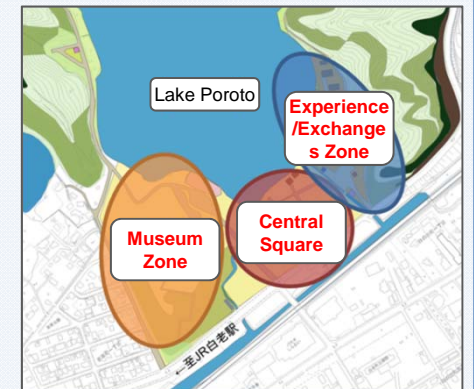 Lake Poroto
Experience
/Exchange
s Zone
Central
Square
Museum
Zone
←至JR白老駅